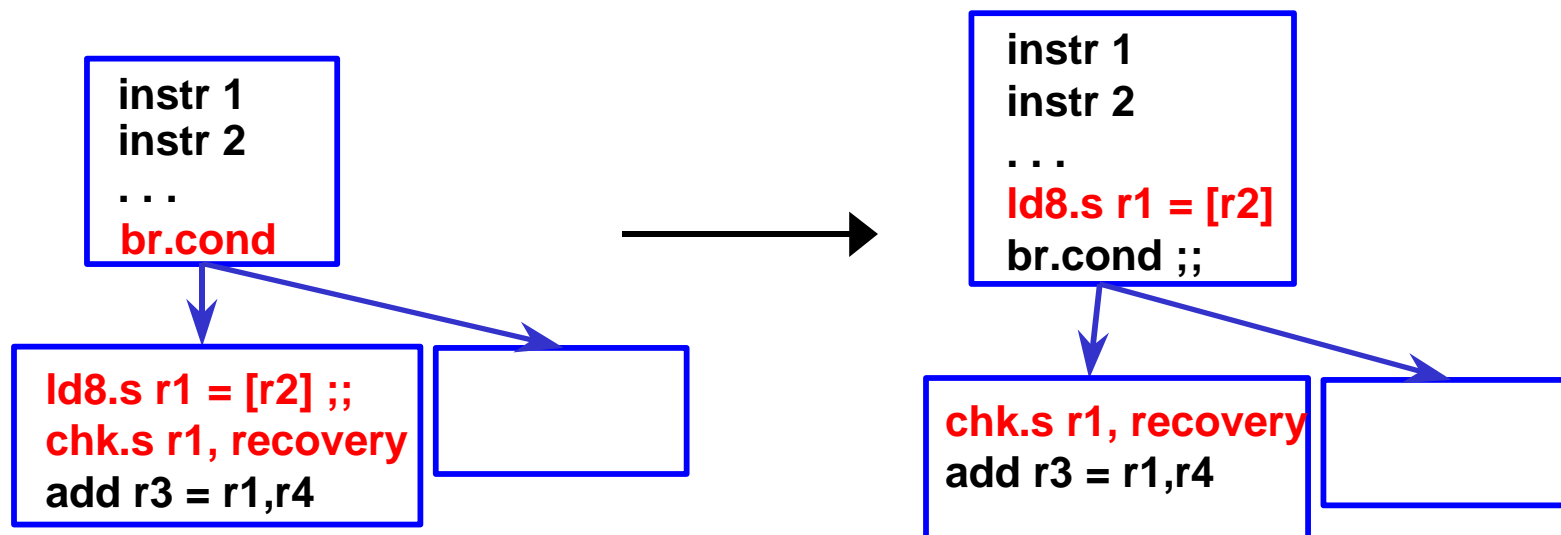 instr 1
instr 2
. . .
br.cond
ld8.s r1 = [r2] ;;
chk.s r1, recovery
add r3 = r1,r4
instr 1
instr 2
. . .
ld8.s r1 = [r2]
br.cond ;;
chk.s r1, recovery
add r3 = r1,r4